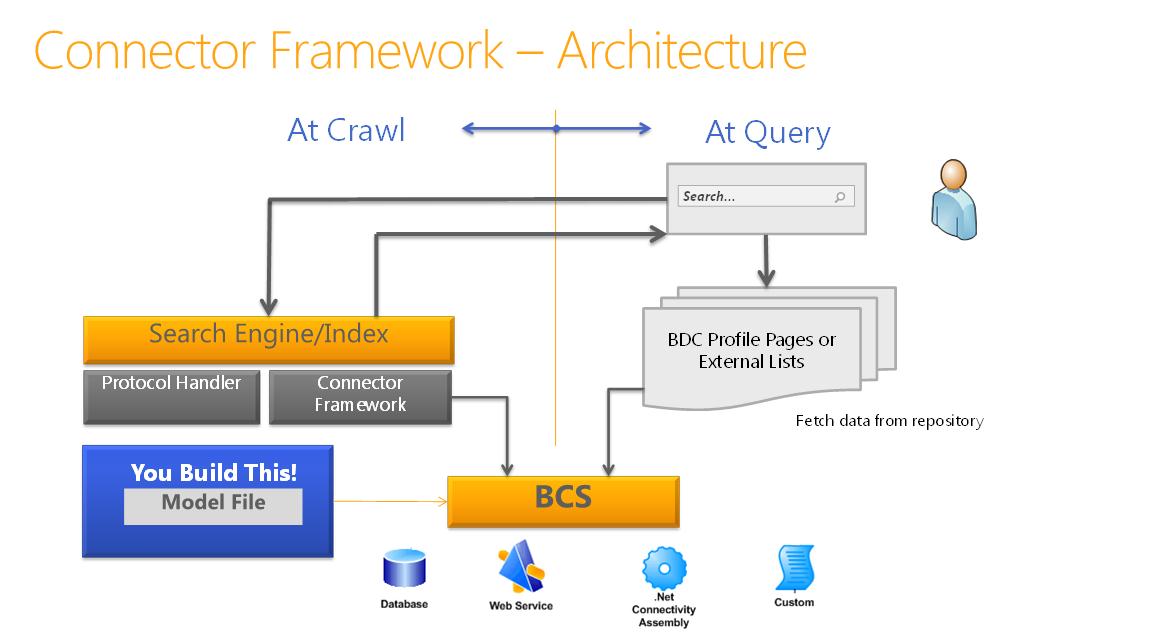 Connector Framework – Architecture
At Crawl
At Query
Search...
Search Engine/Index
Protocol Handler
Connector
Framework
BDC Profile Pages or
External Lists
Fetch data from repository
You Build This!
Model File
BCS
Database
Web Service
.Net
Connectivity
Assembly
Custom